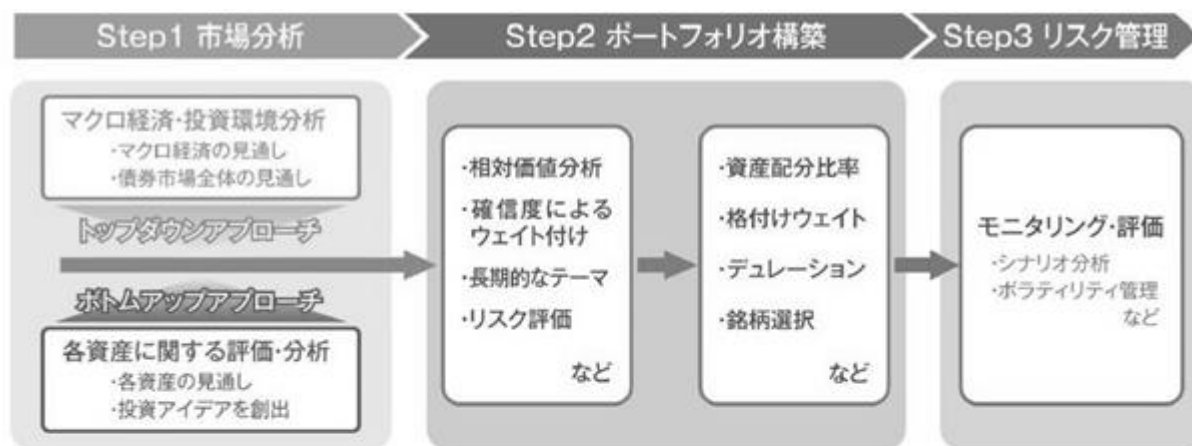 Step1 市場分析
Step2 ポートフォリオ構築
Step3 リスク管理
マクロ経済・投資環境分析
・マクロ経済の見通し
・債券市場全体の見通し
トップダウンアプローチ
ボトムアップアプローチ
各資産に関する評価・分析
・各資産の見通し
・投資アイデアを創出
・相対価値分析
・確信度による
ウェイト付け
・長期的なテーマ
・リスク評価
など
・資産配分比率
・格付けウェイト
・デュレーション
・銘柄選択
など
モニタリング・評価
・シナリオ分析
・ボラティリティ管理
など